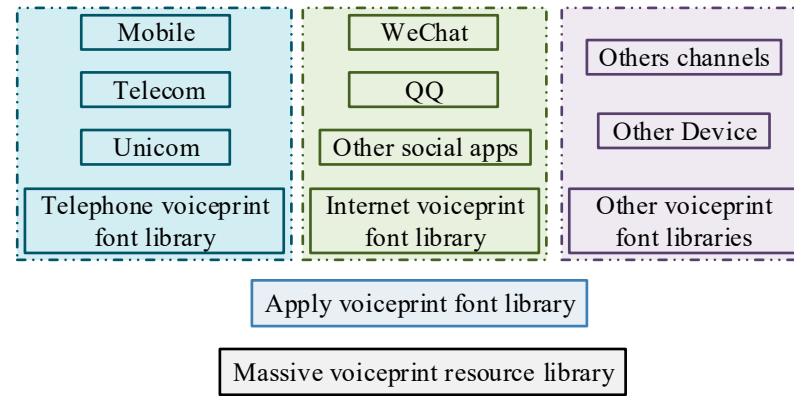 Mobile
Telecom
Unicom
Telephone voiceprint
font library
WeChat
QQ
Other social apps
Internet voiceprint
font library
Others channels
Other Device
Other voiceprint
font libraries
Apply voiceprint font library
Massive voiceprint resource library